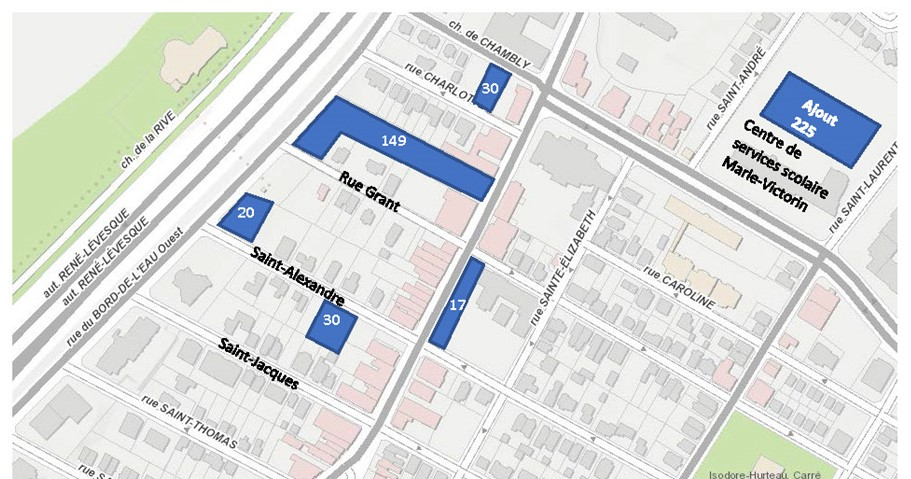 ch. de CHAMBLY
rue CHARLOT
30
rue SAINT-ANDRÉ
Ajout
225
Centre de
services scolaire
Marie-Victorin
rue SAINT-LAURENT
ch. de la RIVE
149
Rue Grant
20
aut. RENÉ-LÉVESQUE
aut. RENÉ-LÉVESQUE
rue du BORD-DE-L'EAU Ouest
Saint-Alexandre
30
17
rue SAINTE-ÉLIZABETH
rue CAROLINE
Saint-Jacques
rue SAINT-THOMAS
Isodore-Hurteau, Carré